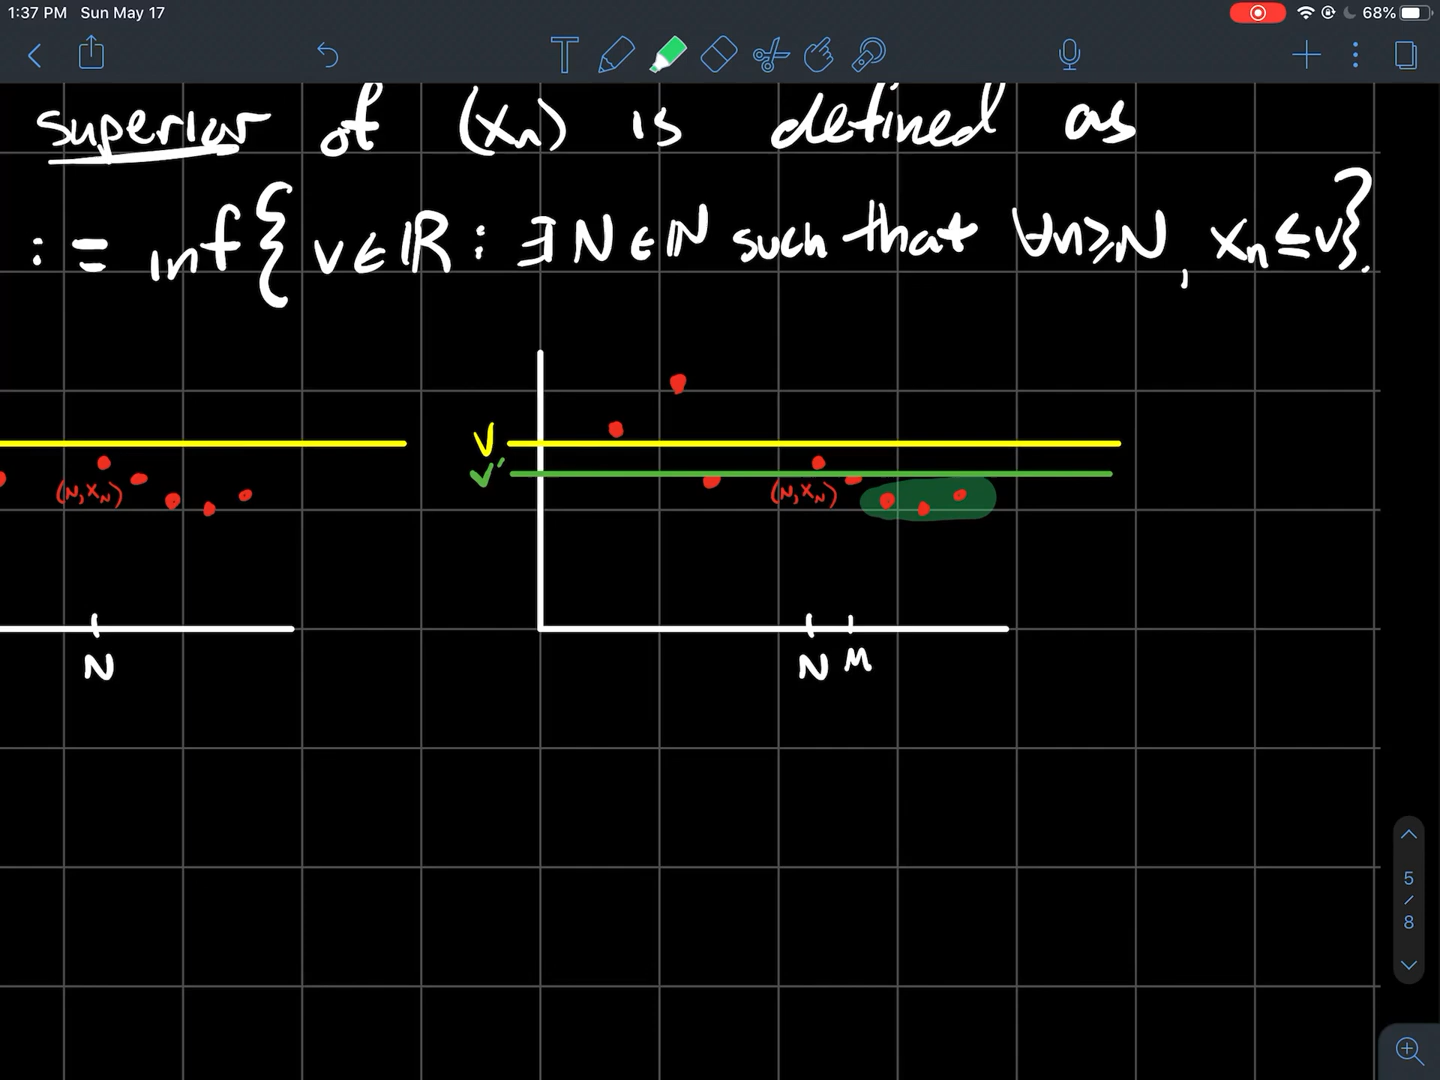 1:37 PM Sun May 17
68%
superior of (xn) is defined as
:= inf{ v∈ℝ : ∃ N∈ℕ such that ∀n≥N, xn≤v}.
V
V'
(N, xN)
(N, xN)
N
N M
5
/
8